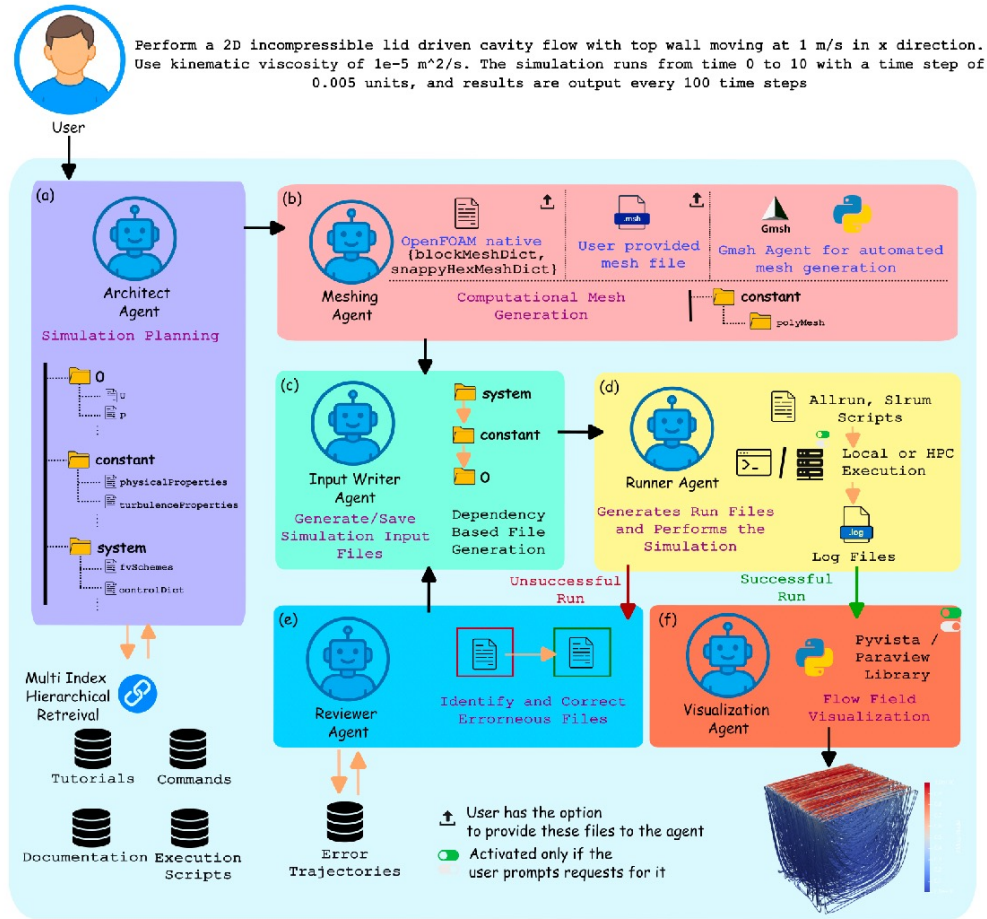 Perform a 2D incompressible lid driven cavity flow with top wall moving at 1 m/s in x direction.
Use kinematic viscosity of 1e-5 m^2/s. The simulation runs from time 0 to 10 with a time step of
0.005 units, and results are output every 100 time steps
User
(a)
Architect
Agent
Simulation Planning
0
U
p
constant
physicalProperties
turbulenceProperties
system
fvSchemes
controlDict
Multi Index
Hierarchical
Retreival
Tutorials
Commands
Documentation
Execution
Scripts
(b)
Meshing
Agent
OpenFOAM native
{blockMeshDict,
snappyHexMeshDict}
.msh
User provided
mesh file
Gmsh
Gmsh Agent for automated
mesh generation
Computational Mesh
Generation
constant
polyMesh
(c)
Input Writer
Agent
Generate/Save
Simulation Input
Files
system
constant
0
Dependency
Based File
Generation
(d)
Runner Agent
Generates Run Files
and Performs the
Simulation
Allrun, Slrum
Scripts
Local or HPC
Execution
.log
Log Files
Unsuccessful
Run
Successful
Run
(e)
Reviewer
Agent
Identify and Correct
Errorneous Files
Error
Trajectories
(f)
Visualization
Agent
Pyvista /
Paraview
Library
Flow Field
Visualization
User has the option
to provide these files to the agent
Activated only if the
user prompts requests for it